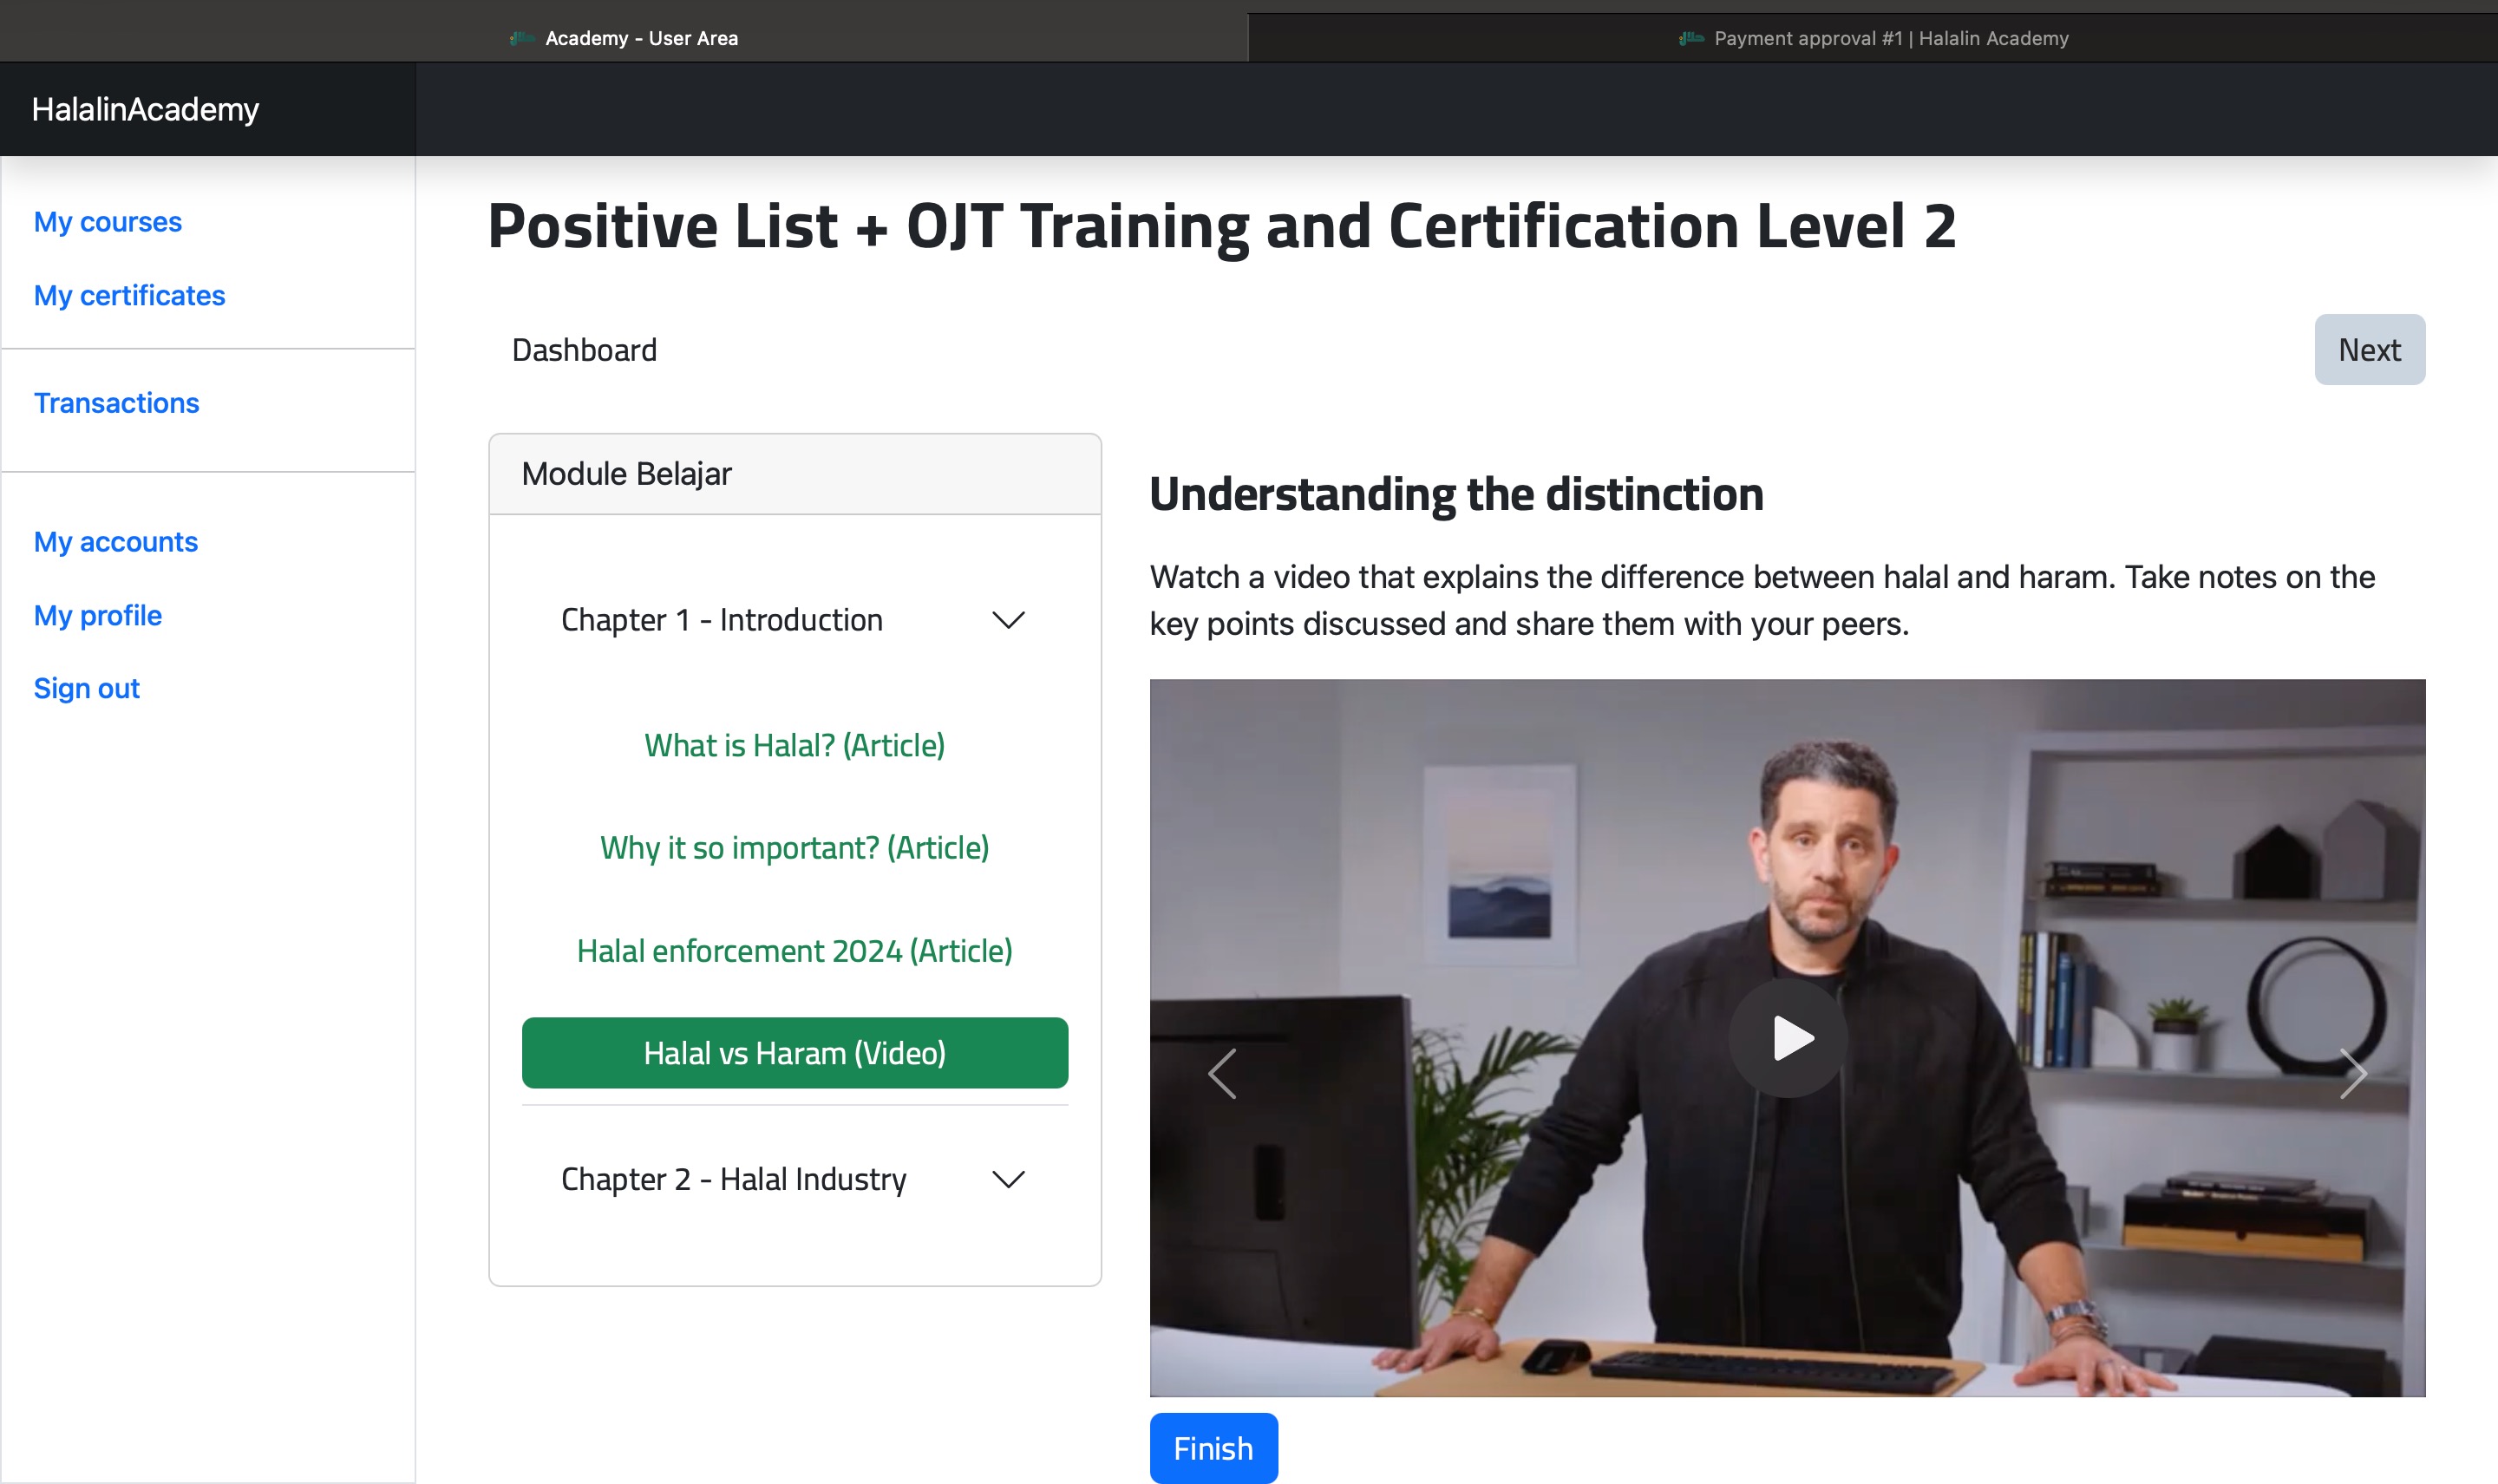 Academy - User Area
Payment approval #1 | Halalin Academy
HalalinAcademy
My courses
My certificates
Transactions
My accounts
My profile
Sign out
Positive List + OJT Training and Certification Level 2
Dashboard
Next
Module Belajar
Chapter 1 - Introduction
What is Halal? (Article)
Why it so important? (Article)
Halal enforcement 2024 (Article)
Halal vs Haram (Video)
Chapter 2 - Halal Industry
Understanding the distinction
Watch a video that explains the difference between halal and haram. Take notes on the
key points discussed and share them with your peers.
Finish